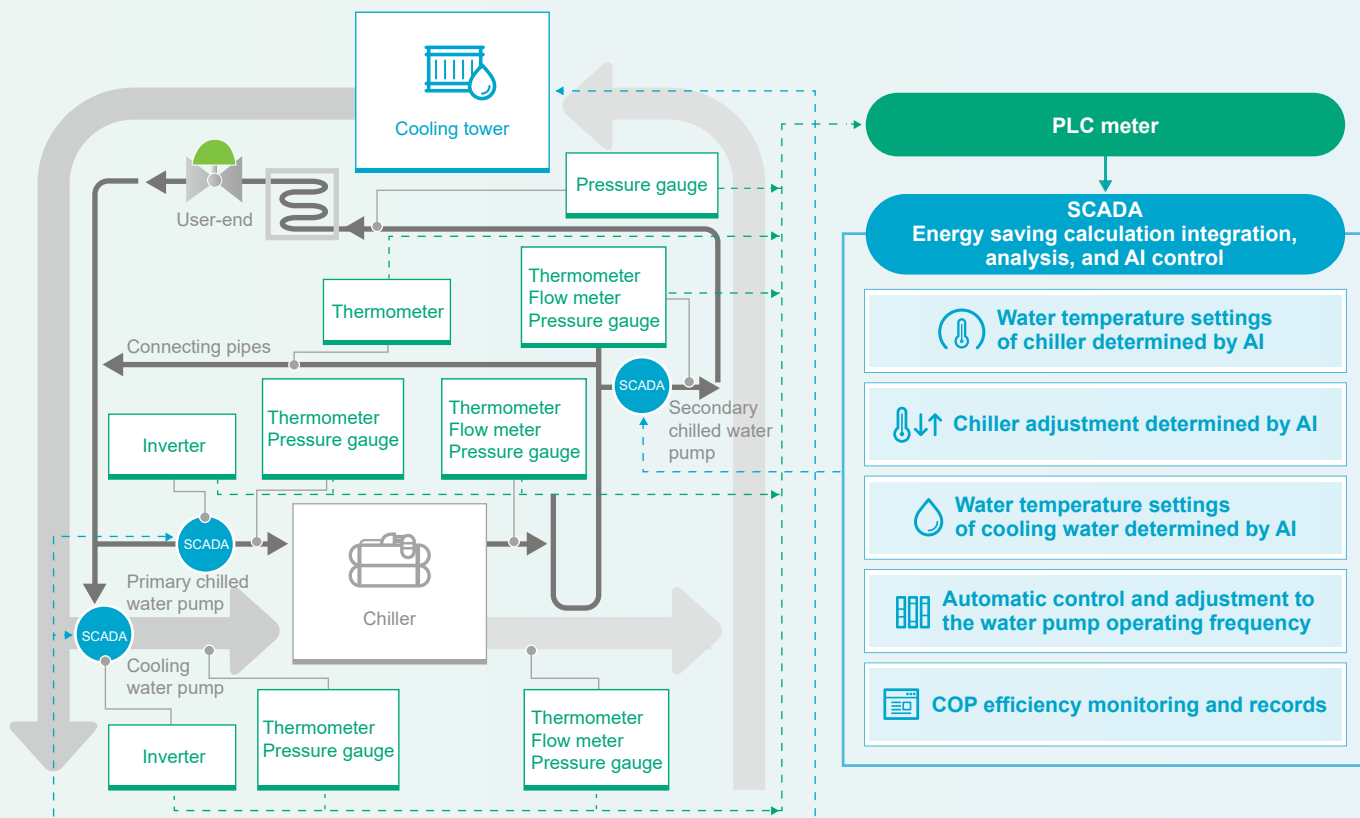 Cooling tower
PLC meter
User-end
Pressure gauge
SCADA
Energy saving calculation integration,
analysis, and AI control
Thermometer
Flow meter
Pressure gauge
Thermometer
Water temperature settings
of chiller determined by AI
Connecting pipes
SCADA
Secondary
chilled water
pump
Inverter
Thermometer
Pressure gauge
Thermometer
Flow meter
Pressure gauge
Chiller adjustment determined by AI
SCADA
Primary chilled
water pump
Chiller
Water temperature settings
of cooling water determined by AI
SCADA
Cooling
water pump
Automatic control and adjustment to
the water pump operating frequency
Inverter
Thermometer
Pressure gauge
Thermometer
Flow meter
Pressure gauge
COP efficiency monitoring and records